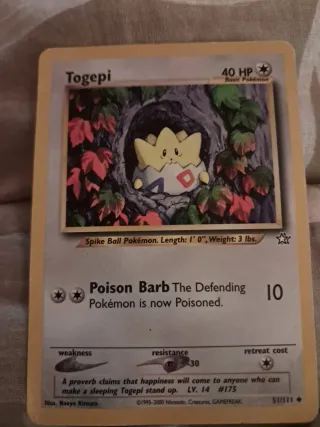 Togepi
40 HP
Basic Pokémon
Spike Ball Pokémon. Length: 1' 0", Weight: 3 lbs.
Poison Barb The Defending
Pokémon is now Poisoned.
10
weakness
resistance
retreat cost
-30
A proverb claims that happiness will come to anyone who can
make a sleeping Togepi stand up. LV. 14 #175
Illus. Naoyo Kimura
©1995-2000 Nintendo, Creatures, GAMEFREAK.
51/111